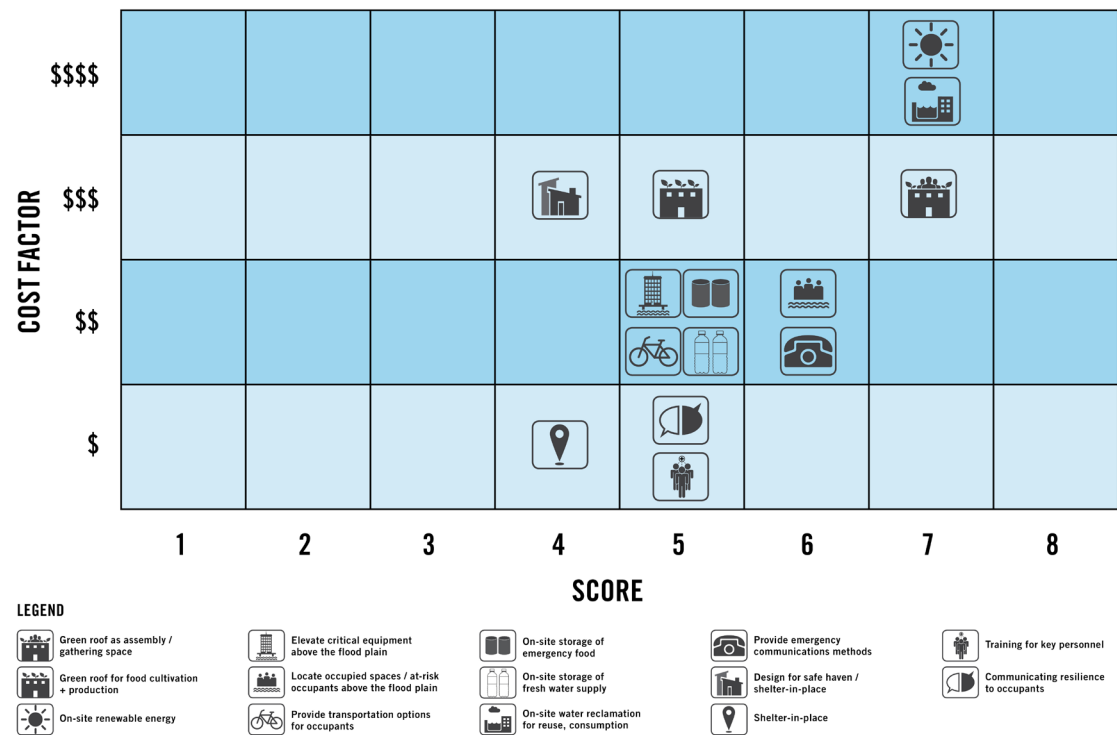 $$$$
$$$
$$
$
COST FACTOR
1 2 3 4 5 6 7 8
SCORE
LEGEND
Green roof as assembly /
gathering space
Green roof for food cultivation
+ production
On-site renewable energy
Elevate critical equipment
above the flood plain
Locate occupied spaces / at-risk
occupants above the flood plain
Provide transportation options
for occupants
On-site storage of
emergency food
On-site storage of
fresh water supply
On-site water reclamation
for reuse, consumption
Provide emergency
communications methods
Design for safe haven /
shelter-in-place
Shelter-in-place
Training for key personnel
Communicating resilience
to occupants